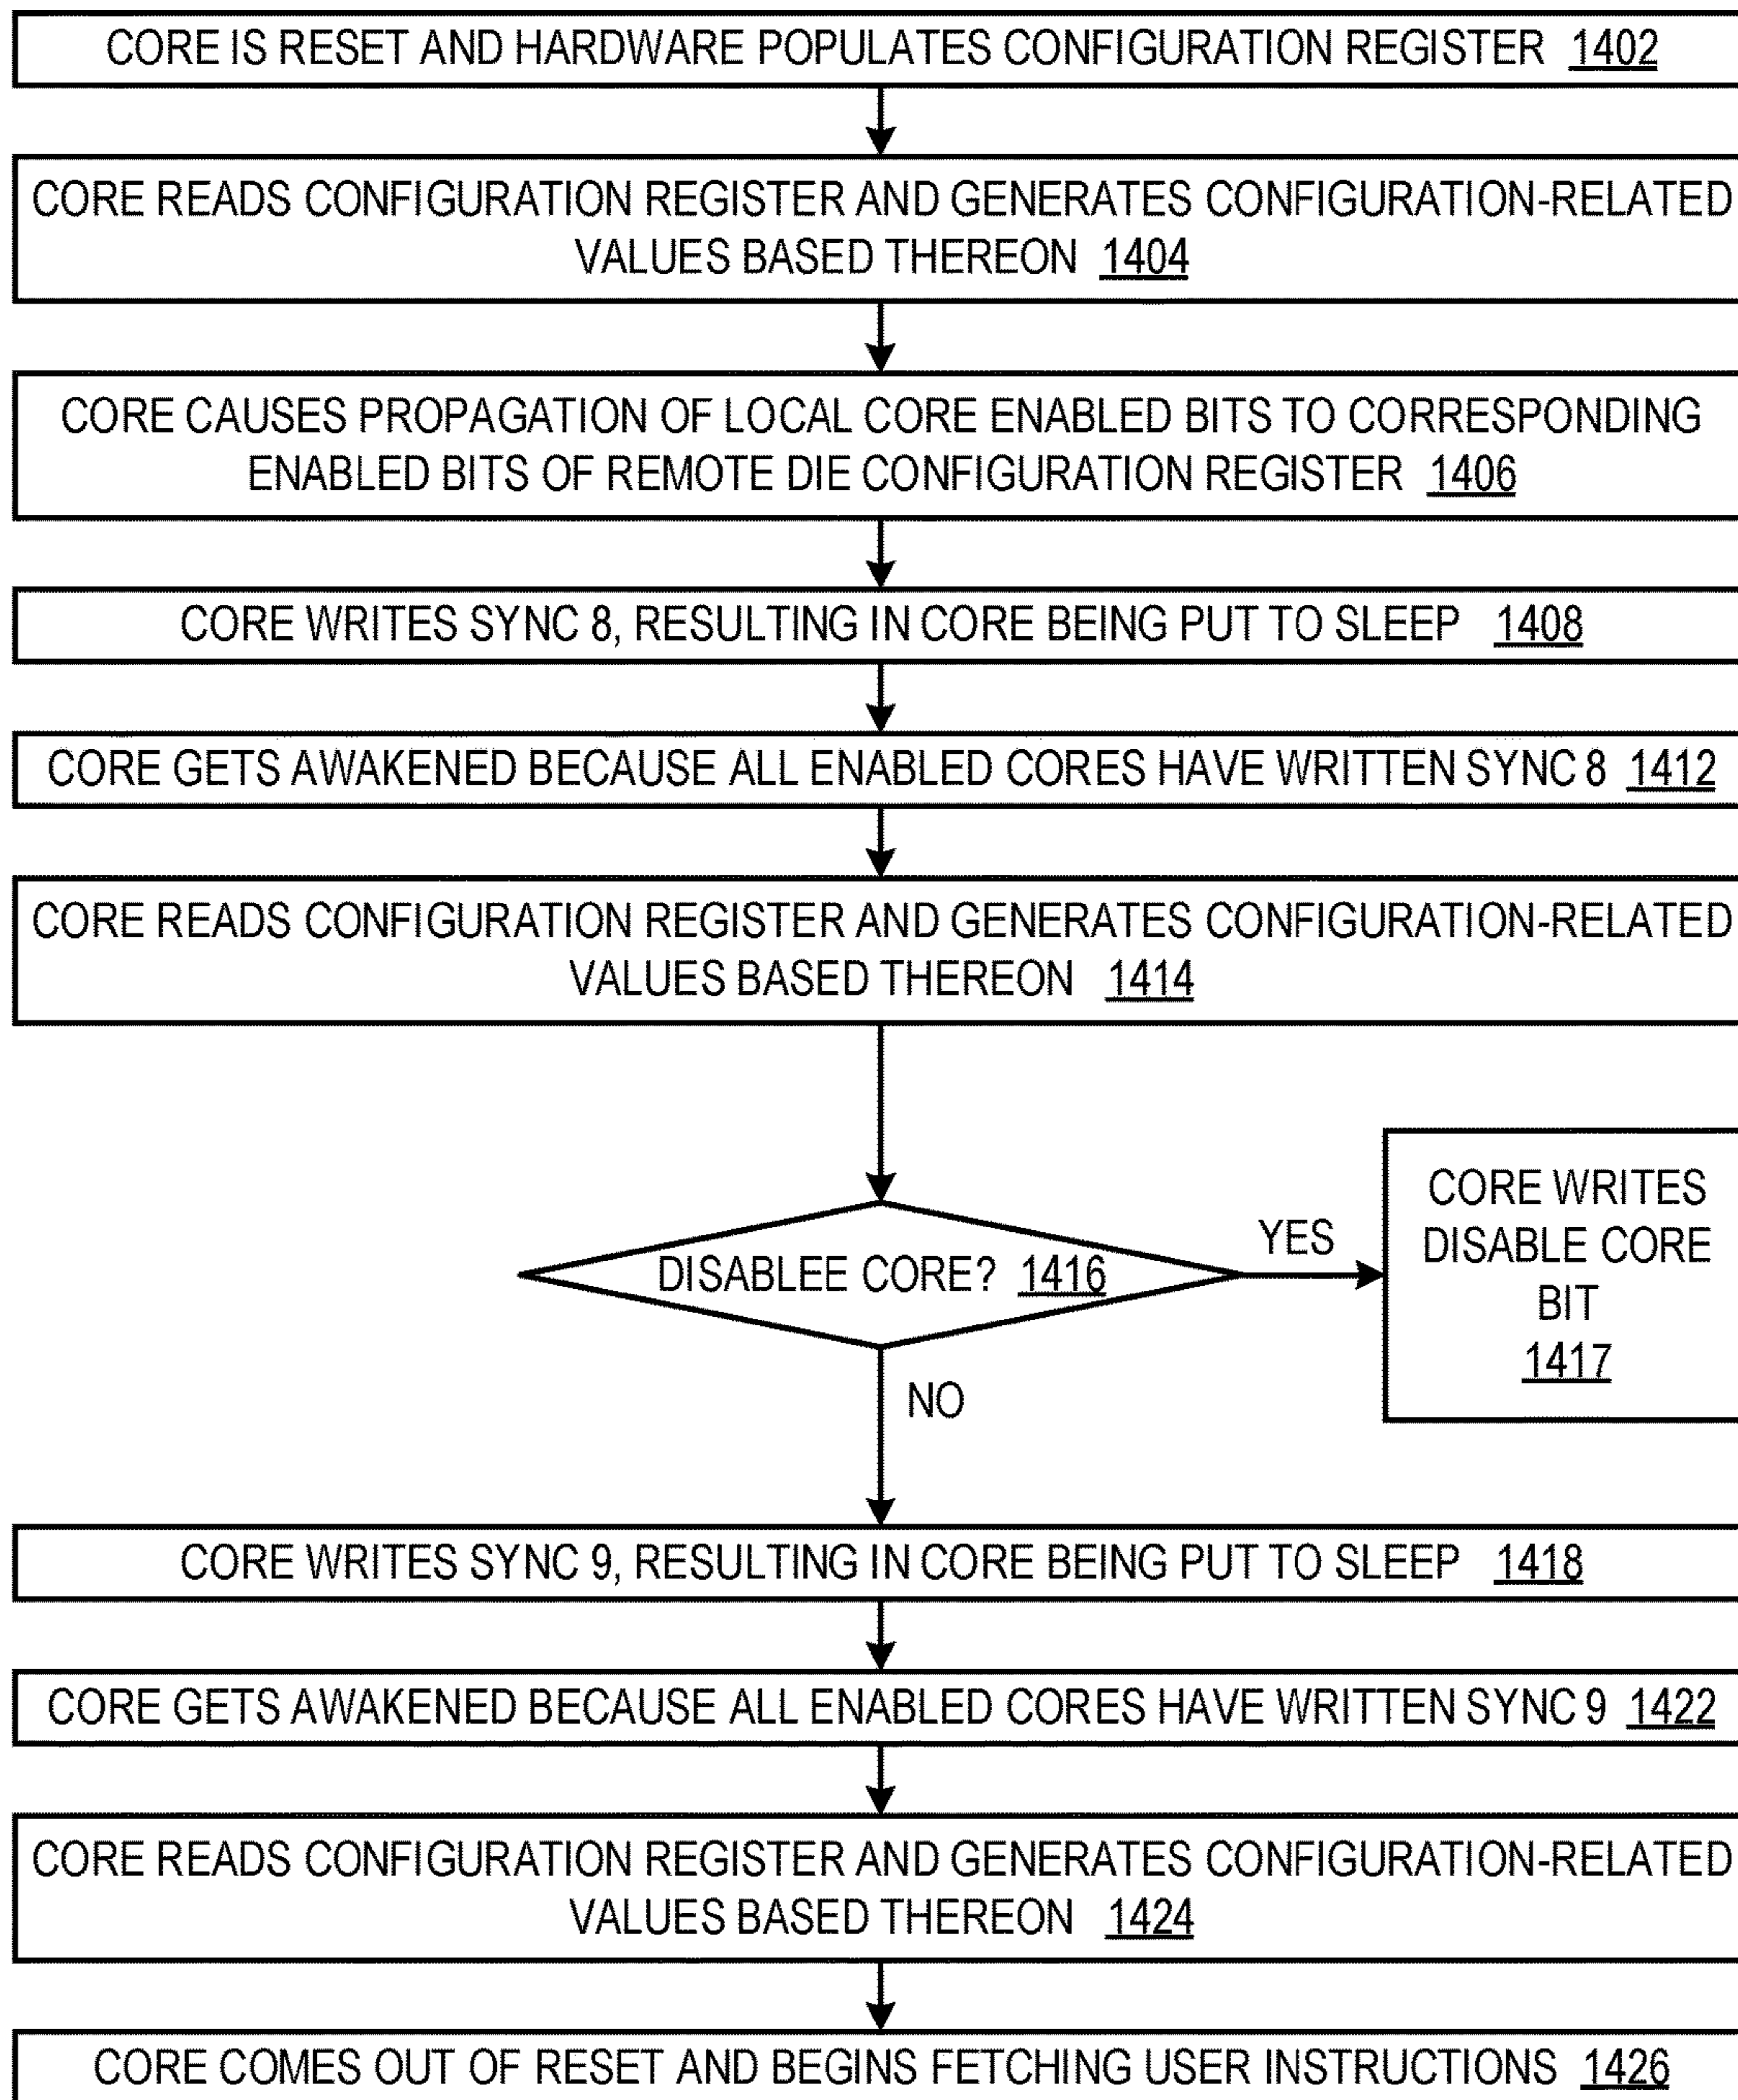 CORE IS RESET AND HARDWARE POPULATES CONFIGURATION REGISTER 1402
CORE READS CONFIGURATION REGISTER AND GENERATES CONFIGURATION-RELATED
VALUES BASED THEREON 1404
CORE CAUSES PROPAGATION OF LOCAL CORE ENABLED BITS TO CORRESPONDING
ENABLED BITS OF REMOTE DIE CONFIGURATION REGISTER 1406
CORE WRITES SYNC 8, RESULTING IN CORE BEING PUT TO SLEEP 1408
CORE GETS AWAKENED BECAUSE ALL ENABLED CORES HAVE WRITTEN SYNC 8 1412
CORE READS CONFIGURATION REGISTER AND GENERATES CONFIGURATION-RELATED
VALUES BASED THEREON 1414
DISABLEE CORE? 1416
YES
CORE WRITES
DISABLE CORE
BIT
1417
NO
CORE WRITES SYNC 9, RESULTING IN CORE BEING PUT TO SLEEP 1418
CORE GETS AWAKENED BECAUSE ALL ENABLED CORES HAVE WRITTEN SYNC 9 1422
CORE READS CONFIGURATION REGISTER AND GENERATES CONFIGURATION-RELATED
VALUES BASED THEREON 1424
CORE COMES OUT OF RESET AND BEGINS FETCHING USER INSTRUCTIONS 1426